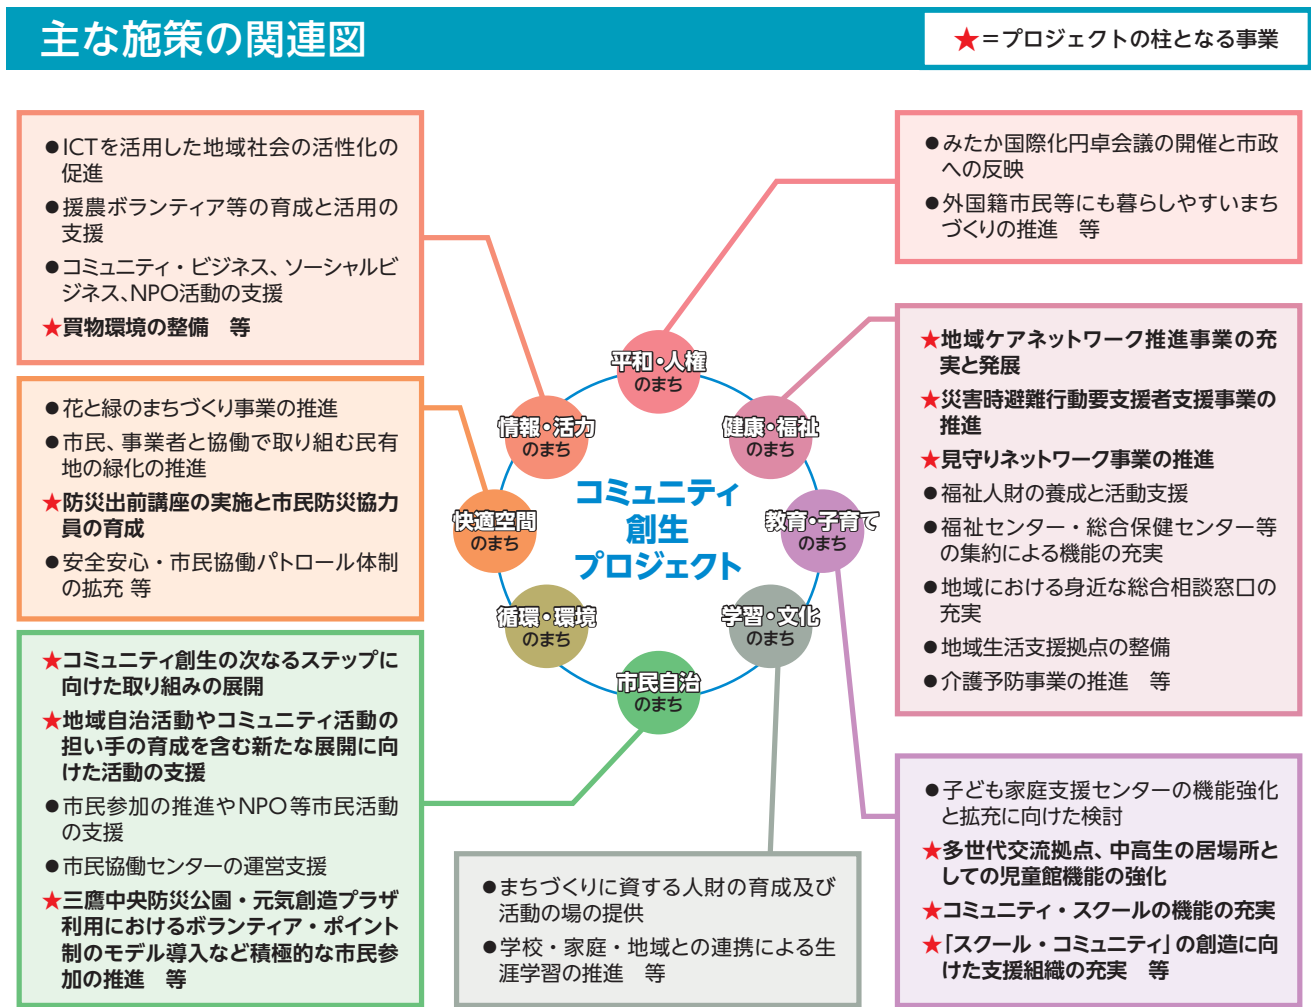 主な施策の関連図
★＝プロジェクトの柱となる事業
●ICTを活用した地域社会の活性化の
促進
●援農ボランティア等の育成と活用の
支援
●コミュニティ・ビジネス、ソーシャルビ
ジネス、NPO活動の支援
★買物環境の整備　等
●花と緑のまちづくり事業の推進
●市民、事業者と協働で取り組む民有
地の緑化の推進
★防災出前講座の実施と市民防災協力
員の育成
●安全安心・市民協働パトロール体制
の拡充 等
★コミュニティ創生の次なるステップに
向けた取り組みの展開
★地域自治活動やコミュニティ活動の
担い手の育成を含む新たな展開に向
けた活動の支援
●市民参加の推進やNPO等市民活動
の支援
●市民協働センターの運営支援
★三鷹中央防災公園・元気創造プラザ
利用におけるボランティア・ポイント
制のモデル導入など積極的な市民参
加の推進　等
平和・人権
のまち
情報・活力
のまち
健康・福祉
のまち
快適空間
のまち
コミュニティ
創生
プロジェクト
教育・子育て
のまち
循環・環境
のまち
学習・文化
のまち
市民自治
のまち
●まちづくりに資する人財の育成及び
活動の場の提供
●学校・家庭・地域との連携による生
涯学習の推進　等
●みたか国際化円卓会議の開催と市政
への反映
●外国籍市民等にも暮らしやすいまち
づくりの推進　等
★地域ケアネットワーク推進事業の充
実と発展
★災害時避難行動要支援者支援事業の
推進
★見守りネットワーク事業の推進
●福祉人財の養成と活動支援
●福祉センター・総合保健センター等
の集約による機能の充実
●地域における身近な総合相談窓口の
充実
●地域生活支援拠点の整備
●介護予防事業の推進　等
●子ども家庭支援センターの機能強化
と拡充に向けた検討
★多世代交流拠点、中高生の居場所と
しての児童館機能の強化
★コミュニティ・スクールの機能の充実
★「スクール・コミュニティ」の創造に向
けた支援組織の充実　等